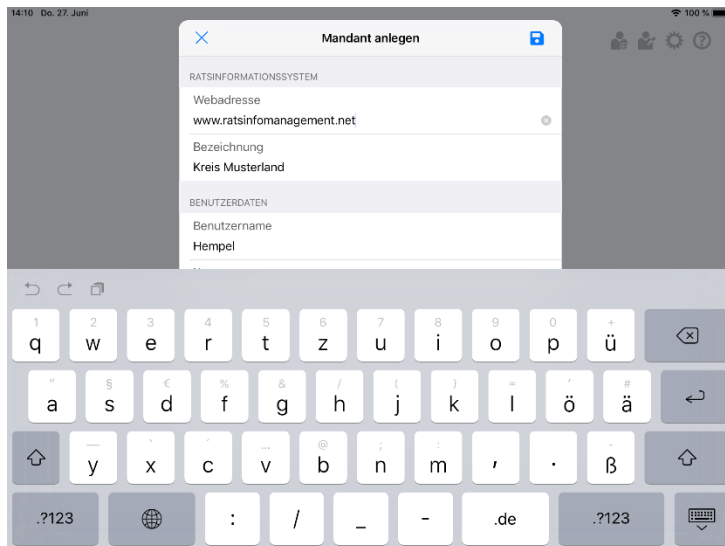 14:10 Do. 27. Juni 100 %
Mandant anlegen
RATSINFORMATIONSSYSTEM
Webadresse
www.ratsinfomanagement.net
Bezeichnung
Kreis Musterland
BENUTZERDATEN
Benutzername
Hempel
1 2 3 4 5 6 7 8 9 0 +
q w e r t z u i o p ü
" § € % & / ( ) = ' #
a s d f g h j k l ö ä
— ` ´ ... @ ; : -
y x c v b n m , . ß
.?123 : / _ - .de .?123